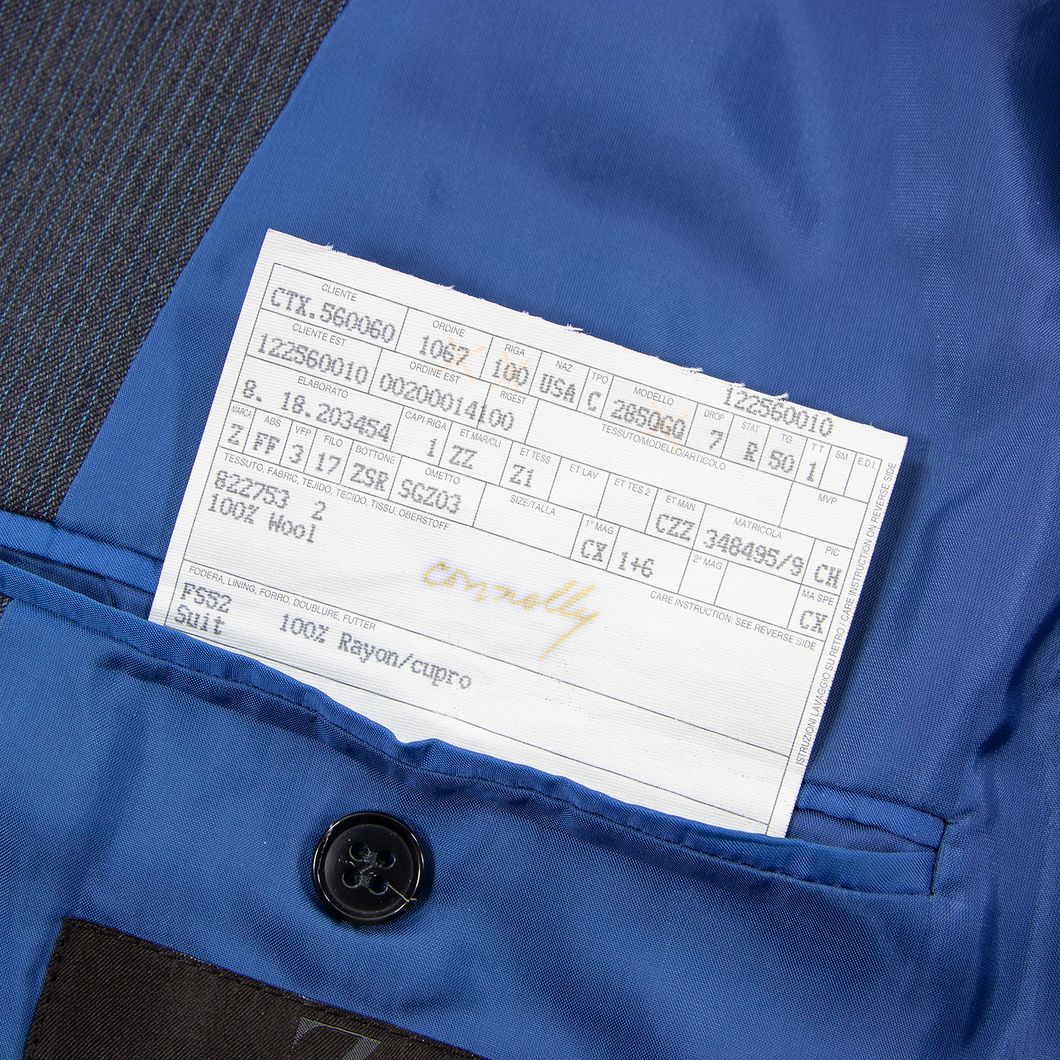 CLIENTE
CTX.560060
ORDINE
1067
RIGA
100
NAZ
USA
TPO
C
MODELLO
122560010
DROP
7
STAT
R
TG
50
TT
1
SM
E.D.I.
CLIENTE EST
122560010
ORDINE EST
00200014100
RIGEST
TESSUTO/MODELLO/ARTICOLO
MVP
ELABORATO
8. 18.203454
CAPI RIGA
1
ET MAR/CLI
ZZ
ET TESS
Z1
ET LAV
ET TES 2
ET MAN
CZZ
MATRICOLA
348495/9
PIC
CH
MARCA
Z
ABS
FF
VFP
3
FILO
17
BOTTONE
ZSR
OMETTO
SGZ03
SIZE/TALLA
1° MAG
CX
1+6
2° MAG
MA SPE
CX
TESSUTO, FABRIC, TEJIDO, TECIDO, TISSU, OBERSTOFF
822753 2
100% Wool
connolly
CARE INSTRUCTION: SEE REVERSE SIDE
FODERA, LINING, FORRO, DOUBLURE, FUTTER
FS52
Suit 100% Rayon/cupro
ISTRUZIONI LAVAGGIO SU RETRO / CARE INSTRUCTION ON REVERSE SIDE